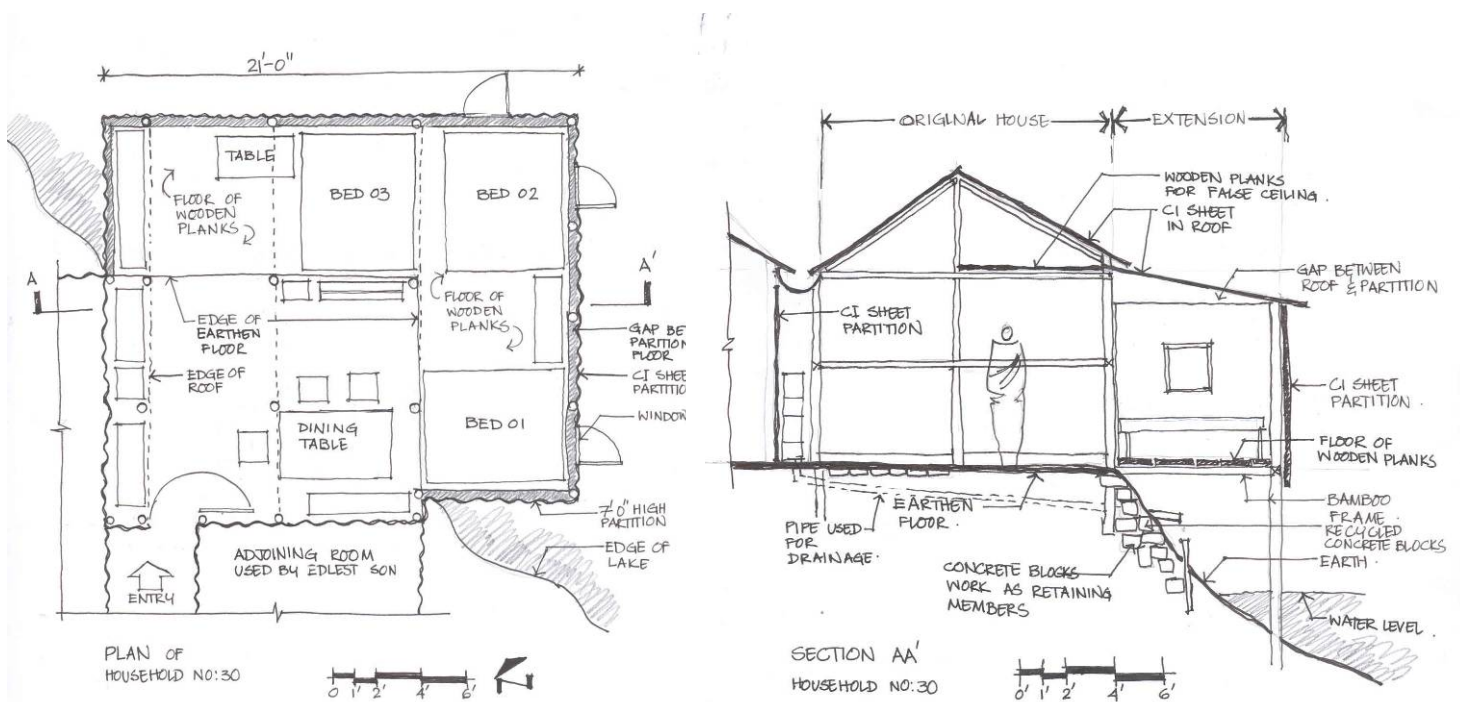 21'-0"
TABLE
BED 03
BED 02
FLOOR OF
WOODEN
PLANKS
A
A'
EDGE OF
EARTHEN
FLOOR
FLOOR OF
WOODEN
PLANKS
EDGE OF
ROOF
GAP BE
PARITION
FLOOR
CI SHEE
PARTITIO
WINDOW
BED 01
DINING
TABLE
7'0" HIGH
PARTITION
EDGE OF
LAKE
ADJOINING ROOM
USED BY EDLEST SON
ENTRY
PLAN OF
HOUSEHOLD NO:30
0 1' 2' 4' 6'
ORIGINAL HOUSE
EXTENSION
WOODEN PLANKS
FOR FALSE CEILING.
CI SHEET
IN ROOF
GAP BETWEEN
ROOF & PARTITION
CI SHEET
PARTITION
CI SHEET
PARTITION.
FLOOR OF
WOODEN PLANKS
BAMBOO
FRAME.
RECYCLED
CONCRETE BLOCKS
EARTH.
WATER LEVEL.
EARTHEN
FLOOR.
PIPE USED
FOR
DRAINAGE.
CONCRETE BLOCKS
WORK AS RETAINING
MEMBERS
SECTION AA'
HOUSEHOLD NO:30
0' 1' 2' 4' 6'